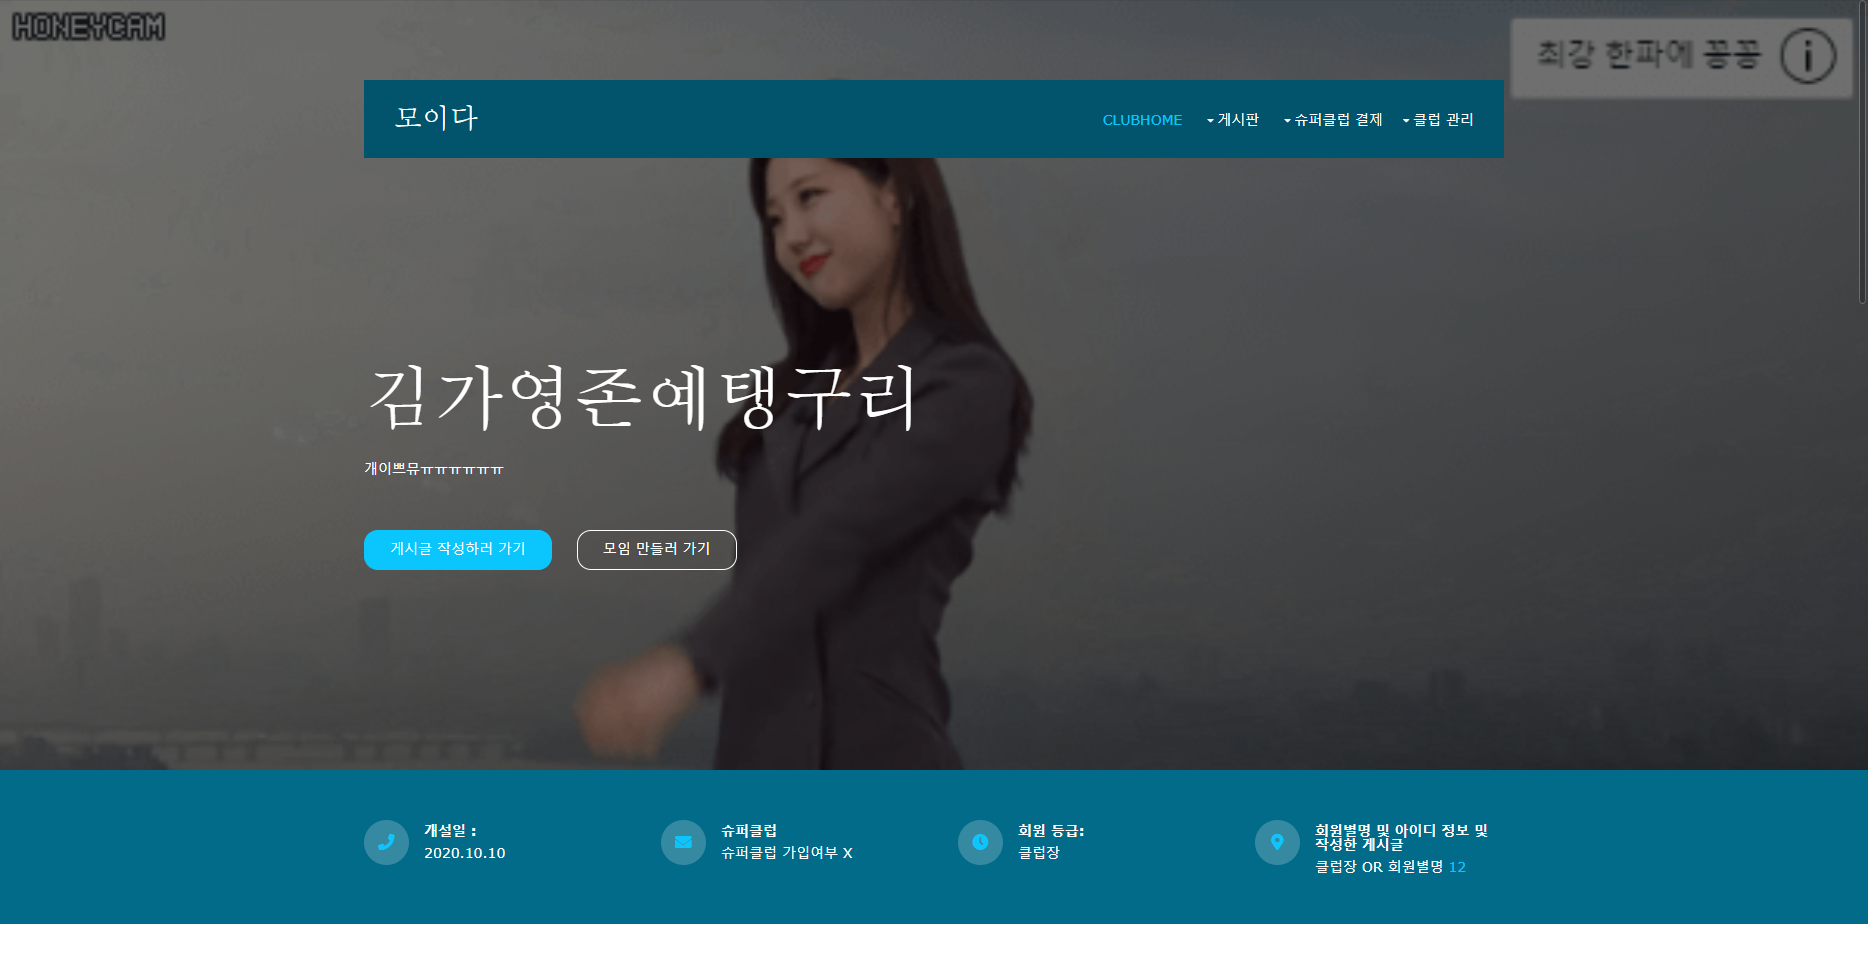 HONEYCAM
최강 한파에 꽁꽁
모이다
CLUBHOME 게시판 슈퍼클럽 결제 클럽 관리
김가영존예탱구리
개이쁘뮤ㅠㅠㅠㅠㅠㅠ
게시글 작성하러 가기 모임 만들러 가기
개설일 :
2020.10.10
슈퍼클럽
슈퍼클럽 가입여부 X
회원 등급:
클럽장
회원별명 및 아이디 정보 및
작성한 게시글
클럽장 OR 회원별명 12